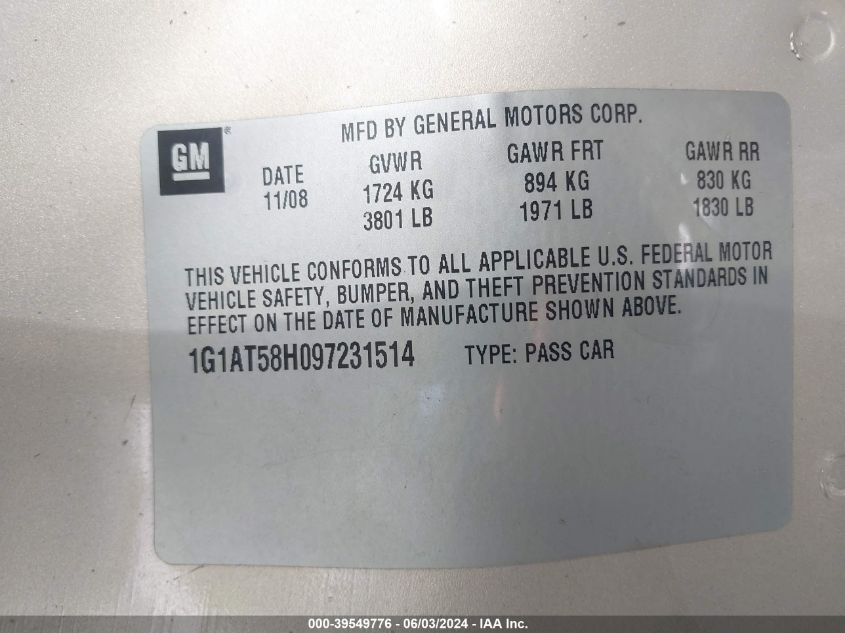 GM®
MFD BY GENERAL MOTORS CORP.
DATE GVWR GAWR FRT GAWR RR
11/08 1724 KG 894 KG 830 KG
3801 LB 1971 LB 1830 LB
THIS VEHICLE CONFORMS TO ALL APPLICABLE U.S. FEDERAL MOTOR
VEHICLE SAFETY, BUMPER, AND THEFT PREVENTION STANDARDS IN
EFFECT ON THE DATE OF MANUFACTURE SHOWN ABOVE.
1G1AT58H097231514 TYPE: PASS CAR
000-39549776 - 06/03/2024 - IAA Inc.